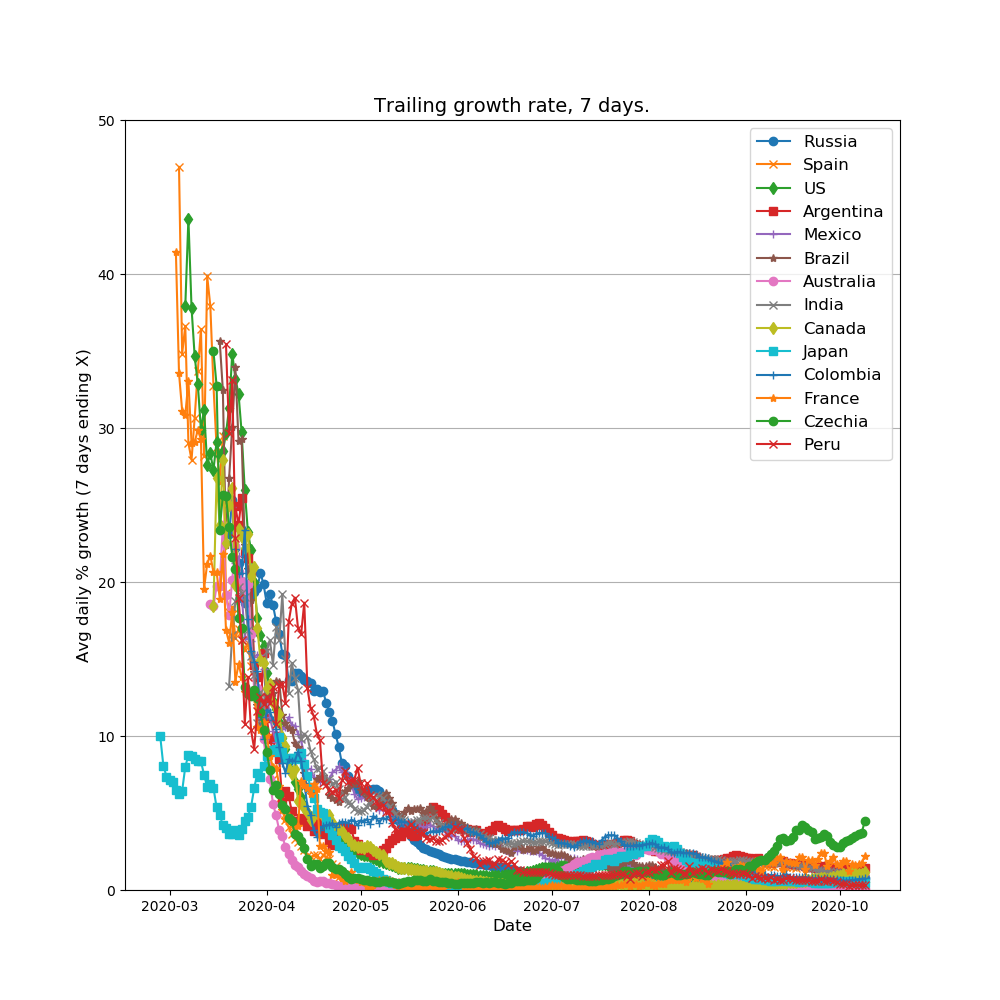 Trailing growth rate, 7 days.
50
40
30
20
10
0
Avg daily % growth (7 days ending X)
2020-03 2020-04 2020-05 2020-06 2020-07 2020-08 2020-09 2020-10
Date
Russia
Spain
US
Argentina
Mexico
Brazil
Australia
India
Canada
Japan
Colombia
France
Czechia
Peru